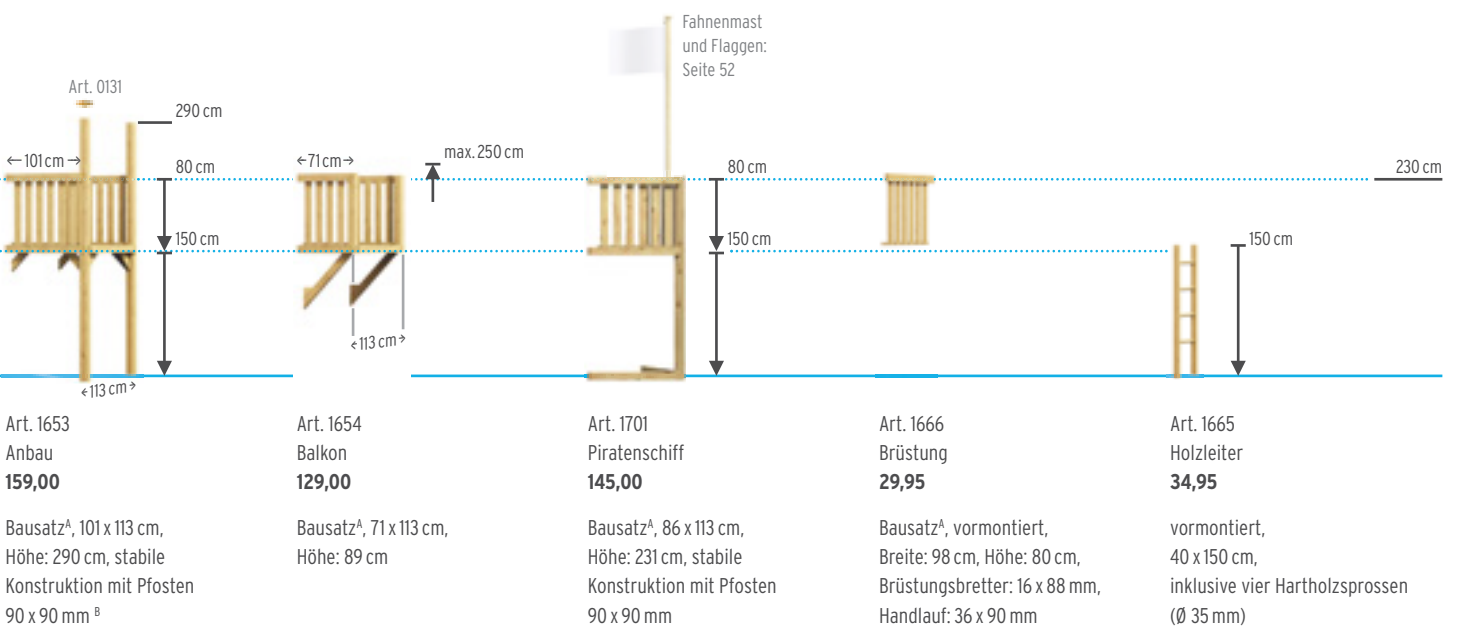 Fahnenmast
und Flaggen:
Seite 52
Art. 0131
290 cm
←101 cm→
80 cm
150 cm
←113 cm→
←71 cm→
max. 250 cm
←113 cm→
80 cm
150 cm
230 cm
150 cm
Art. 1653
Anbau
159,00
Bausatzᴬ, 101 x 113 cm,
Höhe: 290 cm, stabile
Konstruktion mit Pfosten
90 x 90 mm ᴮ
Art. 1654
Balkon
129,00
Bausatzᴬ, 71 x 113 cm,
Höhe: 89 cm
Art. 1701
Piratenschiff
145,00
Bausatzᴬ, 86 x 113 cm,
Höhe: 231 cm, stabile
Konstruktion mit Pfosten
90 x 90 mm
Art. 1666
Brüstung
29,95
Bausatzᴬ, vormontiert,
Breite: 98 cm, Höhe: 80 cm,
Brüstungsbretter: 16 x 88 mm,
Handlauf: 36 x 90 mm
Art. 1665
Holzleiter
34,95
vormontiert,
40 x 150 cm,
inklusive vier Hartholzsprossen
(Ø 35 mm)